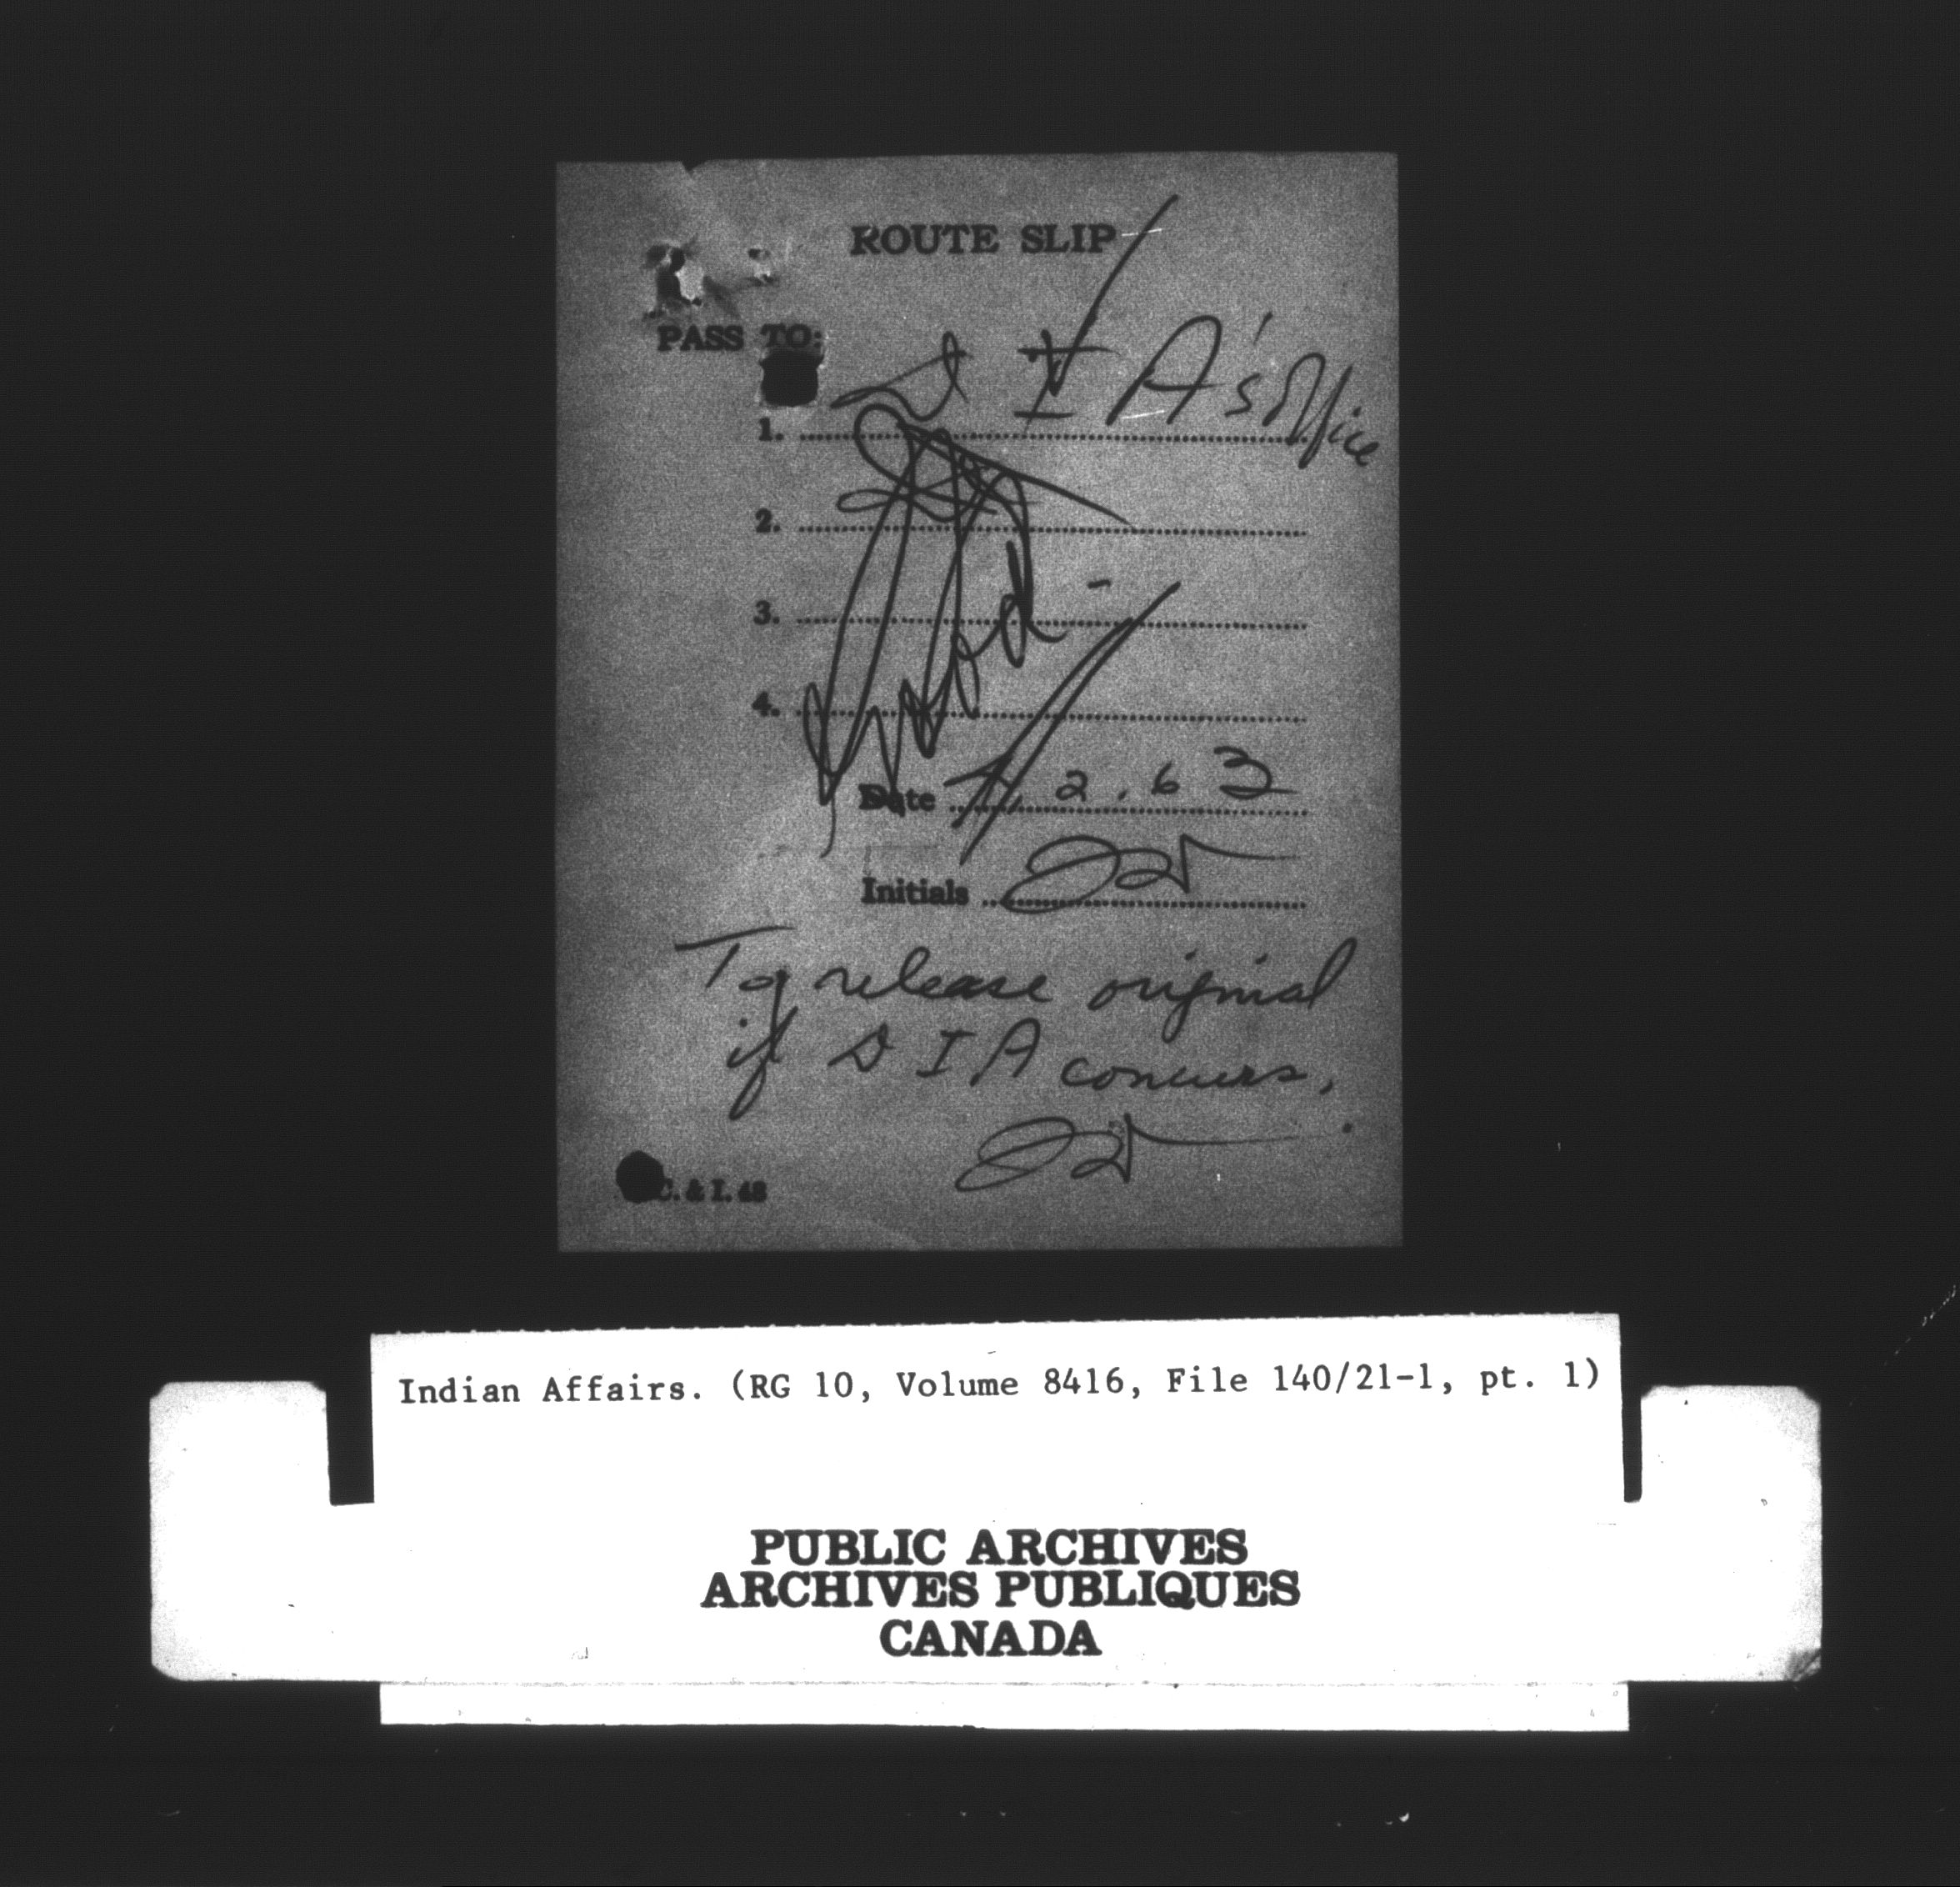 ROUTE SLIP
PASS TO:
1. D I A's Office
2.
3.
4.
Date 2.63
Initials
To release original
if D I A concurs.
C. & I. 48
Indian Affairs. (RG 10, Volume 8416, File 140/21-1, pt. 1)
PUBLIC ARCHIVES
ARCHIVES PUBLIQUES
CANADA